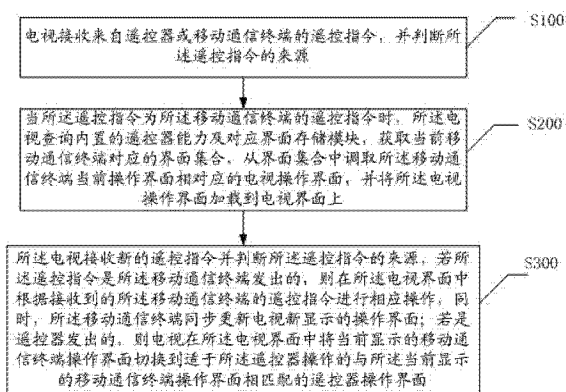 电视接收来自遥控器或移动通信终端的遥控指令，并判断所
述遥控指令的来源
S100
当所述遥控指令为所述移动通信终端的遥控指令时，所述电
视查询内置的遥控器能力及对应界面存储模块，获取当前移
动通信终端对应的界面集合，从界面集合中调取所述移动通
信终端当前操作界面相对应的电视操作界面，并将所述电视
操作界面加载到电视界面上
S200
所述电视接收新的遥控指令并判断所述遥控指令的来源，若所
述遥控指令是所述移动通信终端发出的，则在所述电视界面中
根据接收到的所述移动通信终端的遥控指令进行相应操作，同
时，所述移动通信终端同步更新电视新显示的操作界面；若是
遥控器发出的，则电视在所述电视界面中将当前显示的移动通
信终端操作界面切换到适于所述遥控器操作的与所述当前显示
的移动通信终端操作界面相匹配的遥控器操作界面
S300